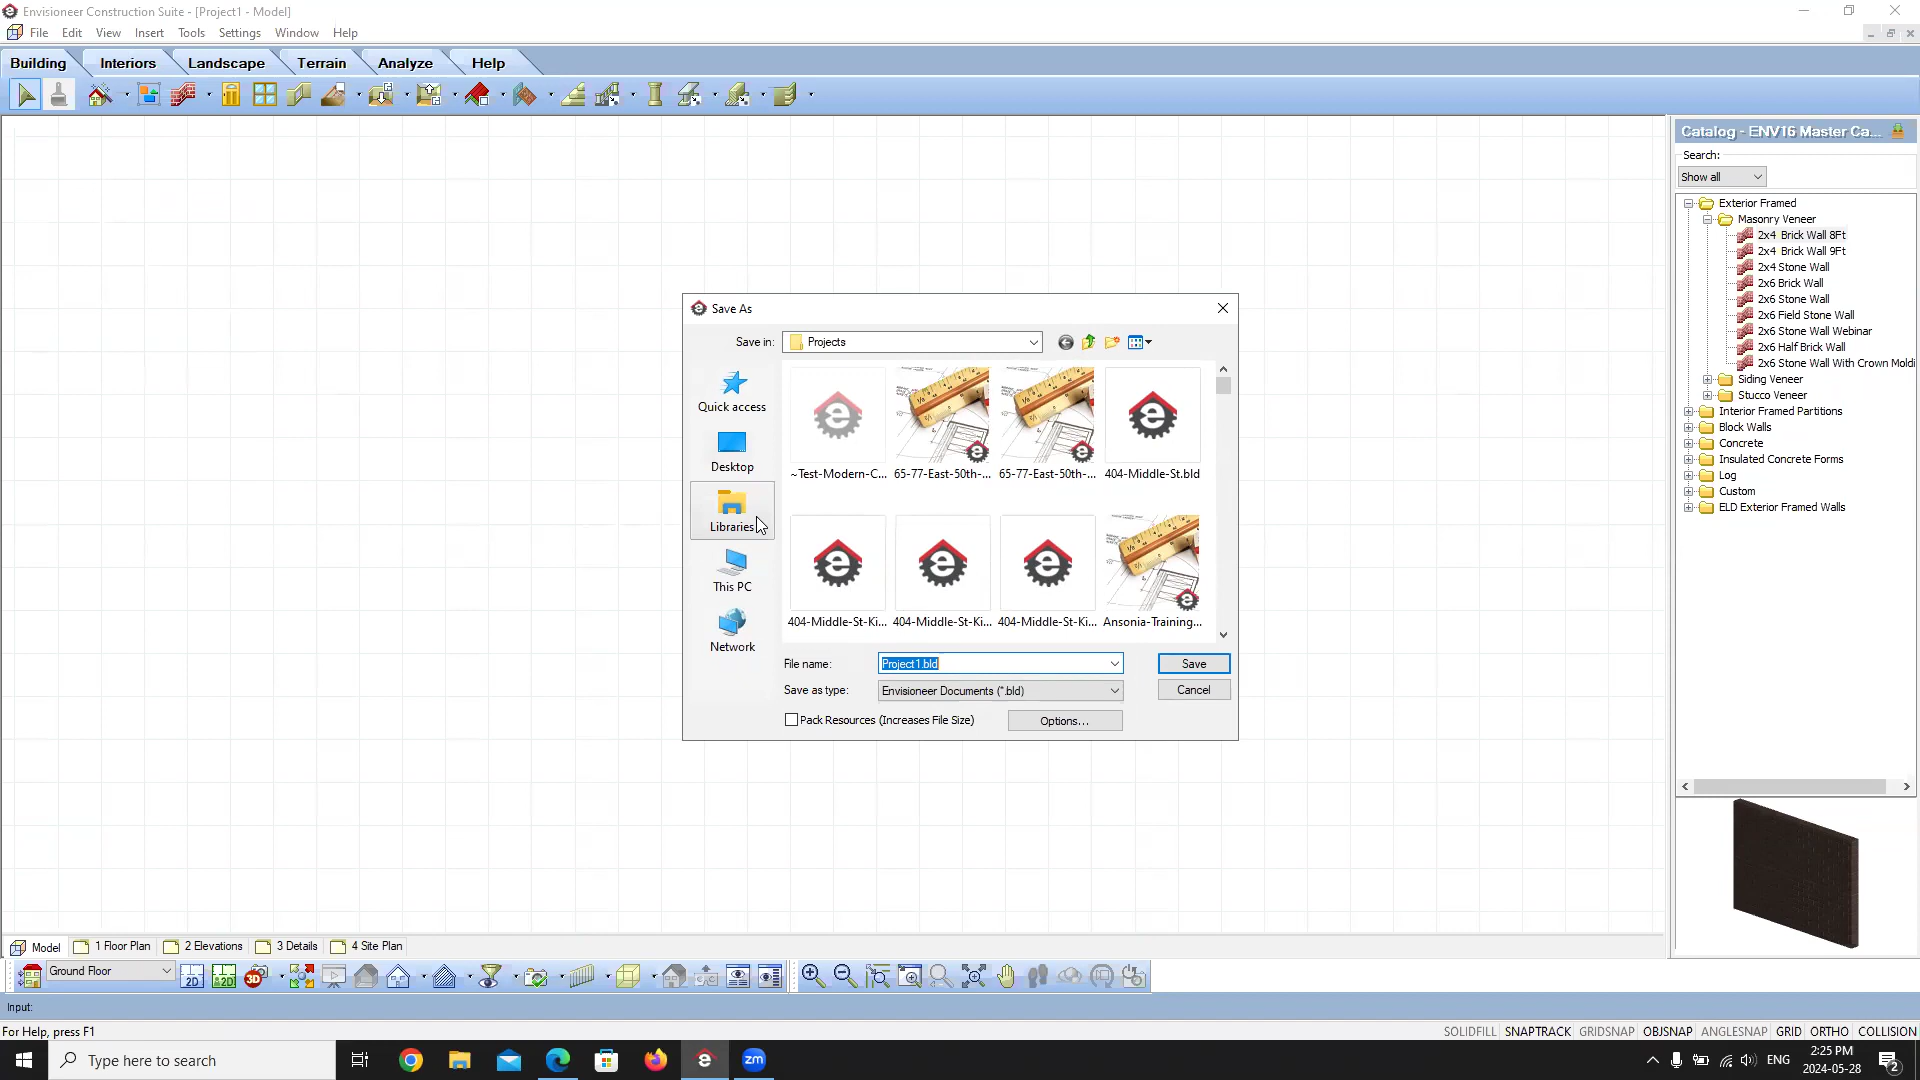 Envisioneer Construction Suite - [Project1 - Model]
File Edit View Insert Tools Settings Window Help
Building Interiors Landscape Terrain Analyze Help
Catalog - ENV16 Master Ca...
Search:
Show all
Exterior Framed
Masonry Veneer
2x4 Brick Wall 8Ft
2x4 Brick Wall 9Ft
2x4 Stone Wall
2x6 Brick Wall
2x6 Stone Wall
2x6 Field Stone Wall
2x6 Stone Wall Webinar
2x6 Half Brick Wall
2x6 Stone Wall With Crown Moldi
Siding Veneer
Stucco Veneer
Interior Framed Partitions
Block Walls
Concrete
Insulated Concrete Forms
Log
Custom
ELD Exterior Framed Walls
Save As
Save in: Projects
Quick access
Desktop
Libraries
This PC
Network
~Test-Modern-C... 65-77-East-50th-... 65-77-East-50th-... 404-Middle-St.bld
404-Middle-St-Ki... 404-Middle-St-Ki... 404-Middle-St-Ki... Ansonia-Training...
File name: Project1.bld Save
Save as type: Envisioneer Documents (*.bld) Cancel
Pack Resources (Increases File Size) Options...
Model 1 Floor Plan 2 Elevations 3 Details 4 Site Plan
Ground Floor 2D 2D 3D
Input:
For Help, press F1
SOLIDFILL SNAPTRACK GRIDSNAP OBJSNAP ANGLESNAP GRID ORTHO COLLISION
Type here to search
zm
ENG
2:25 PM
2024-05-28
2